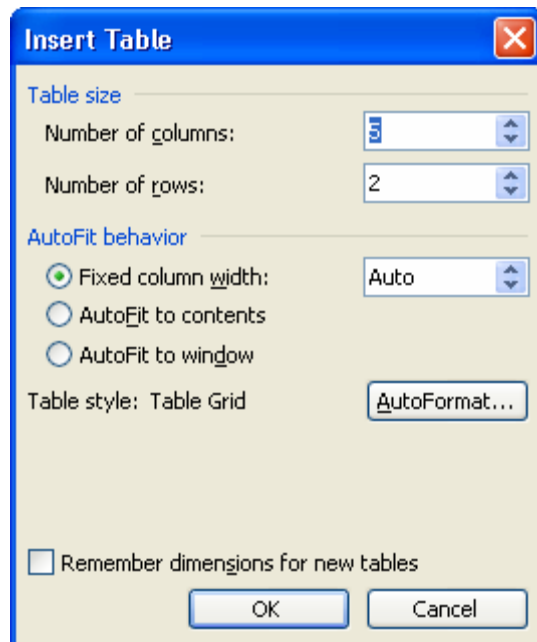 Insert Table
Table size
Number of columns: 5
Number of rows: 2
AutoFit behavior
Fixed column width: Auto
AutoFit to contents
AutoFit to window
Table style: Table Grid AutoFormat...
Remember dimensions for new tables
OK Cancel